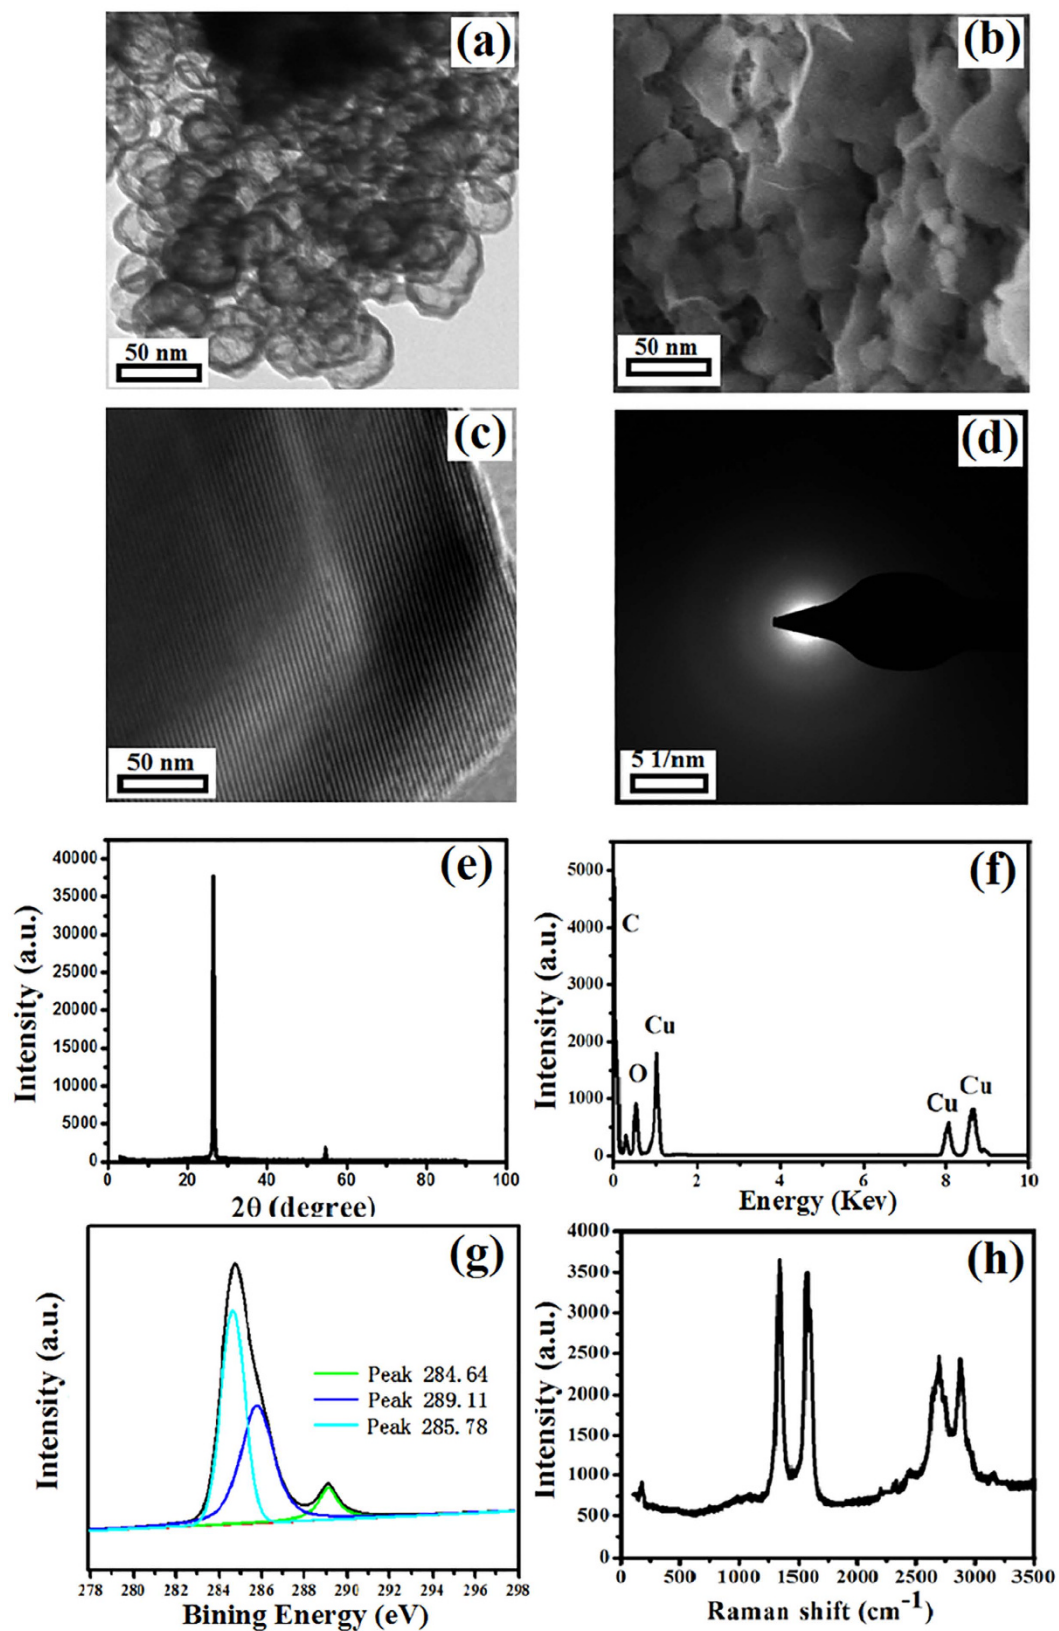 (a)
50 nm
(b)
50 nm
(c)
50 nm
(d)
5 1/nm
(e)
Intensity (a.u.)
40000
35000
30000
25000
20000
15000
10000
5000
0
0 20 40 60 80 100
2θ (degree)
(f)
Intensity (a.u.)
5000
4000
3000
2000
1000
0
C
O
Cu
Cu
Cu
0 2 4 6 8 10
Energy (Kev)
(g)
Intensity (a.u.)
Peak 284.64
Peak 289.11
Peak 285.78
278 280 282 284 286 288 290 292 294 296 298
Bining Energy (eV)
(h)
Intensity (a.u.)
4000
3500
3000
2500
2000
1500
1000
500
0
0 500 1000 1500 2000 2500 3000 3500
Raman shift (cm-1)